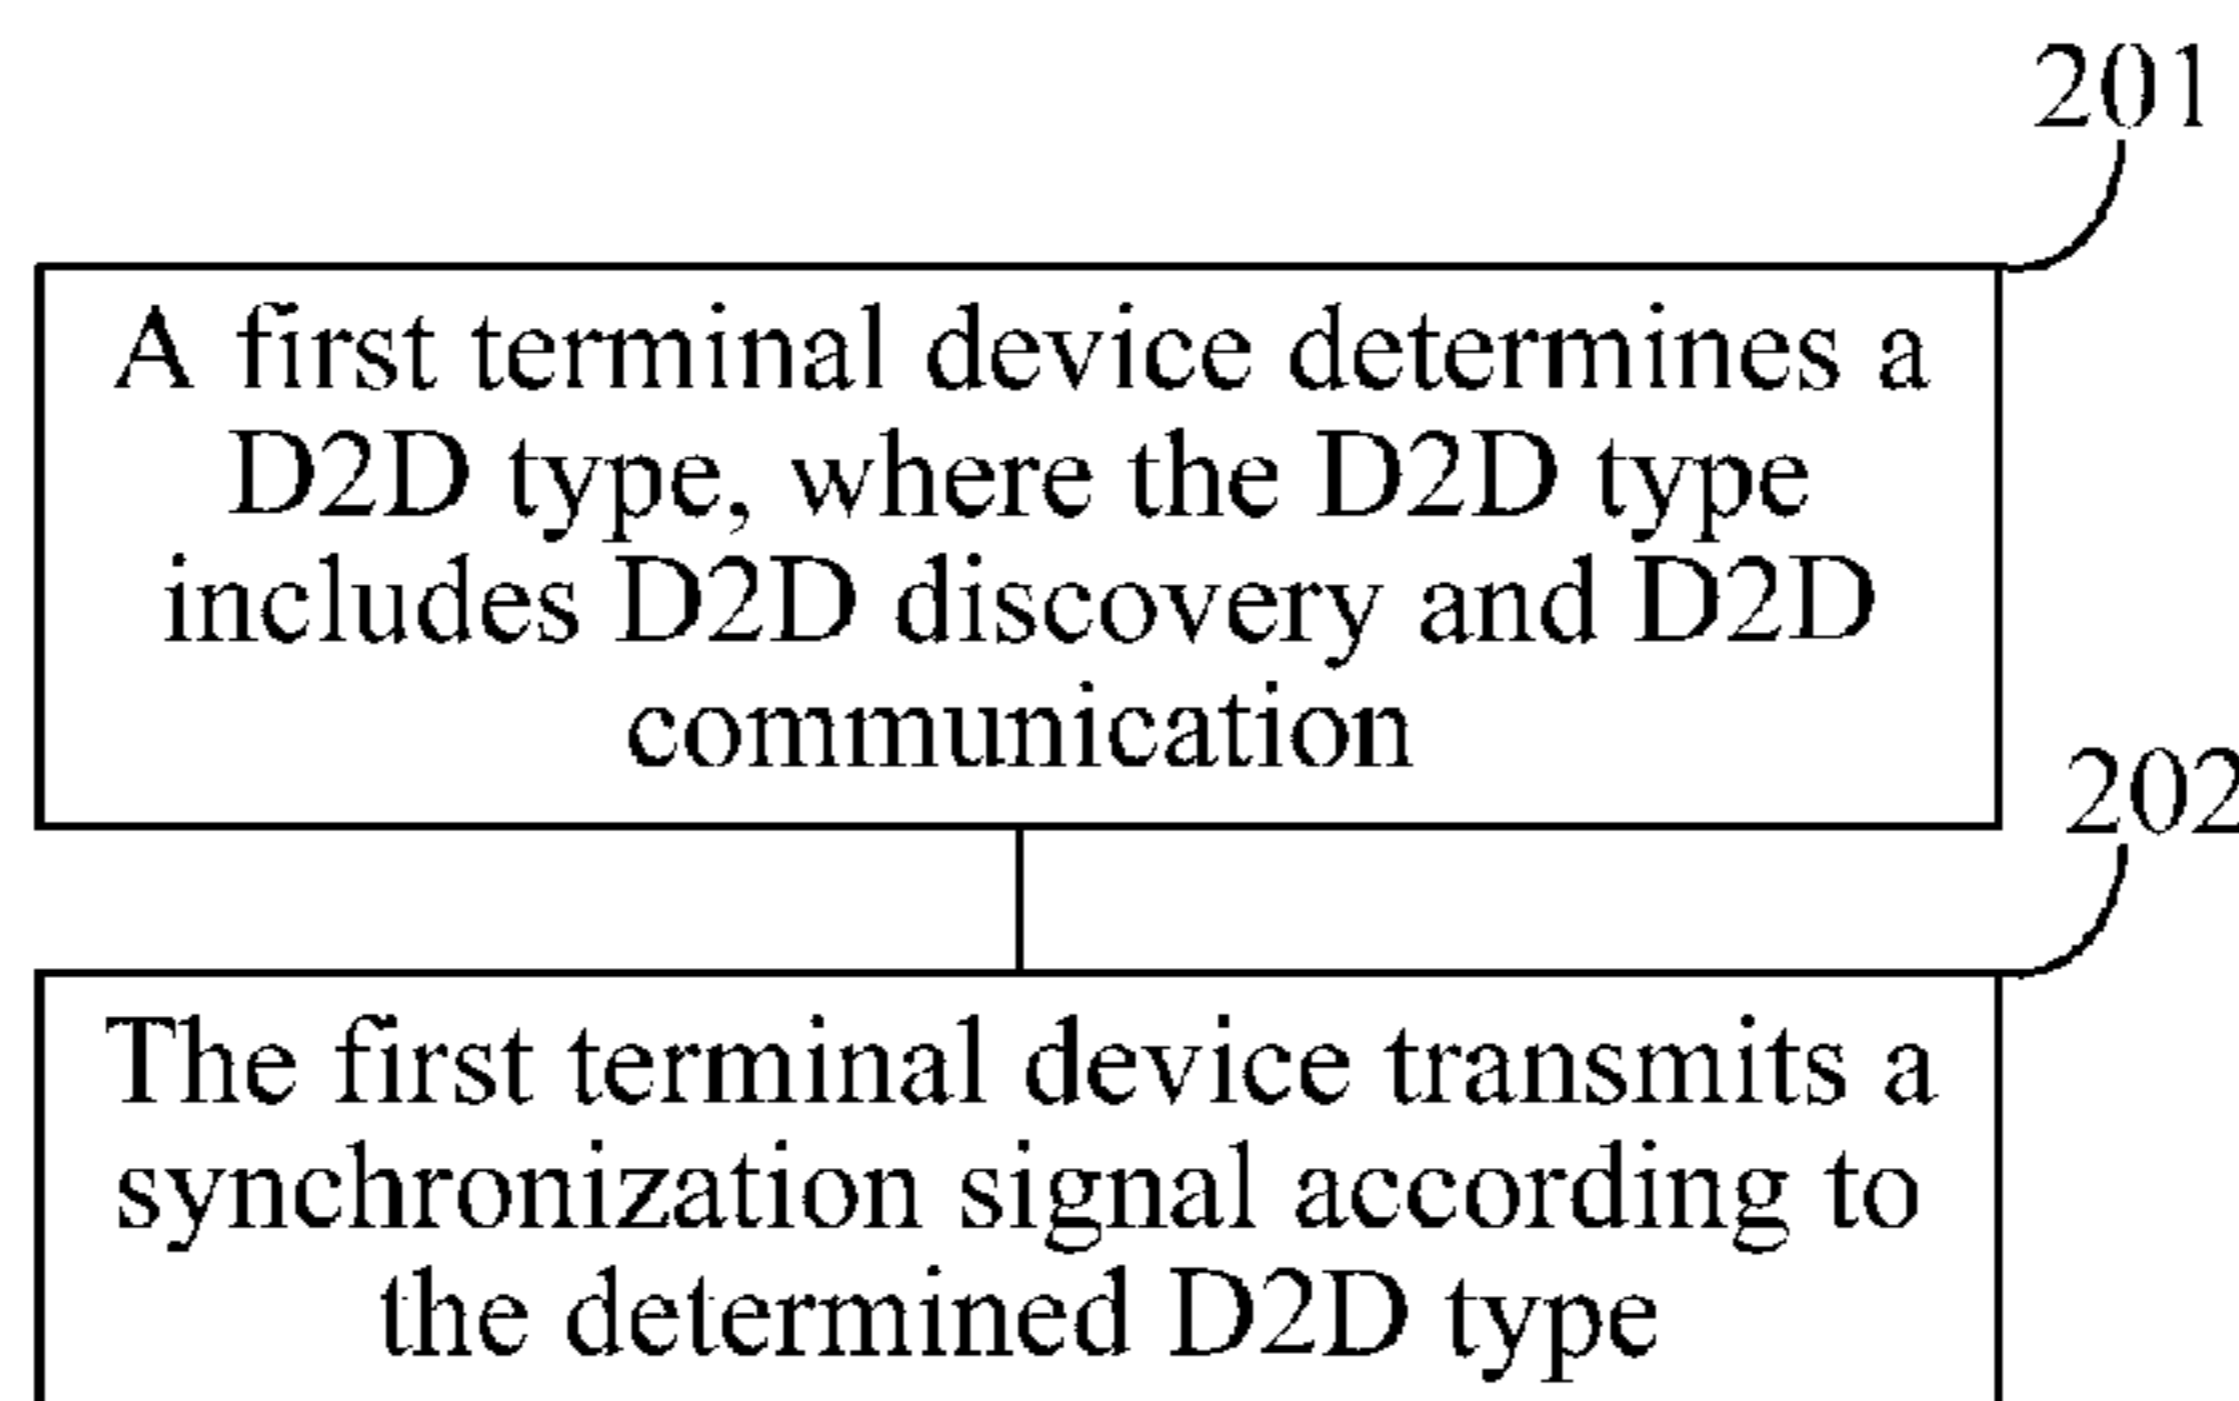 201
A first terminal device determines a
D2D type, where the D2D type
includes D2D discovery and D2D
communication
202
The first terminal device transmits a
synchronization signal according to
the determined D2D type